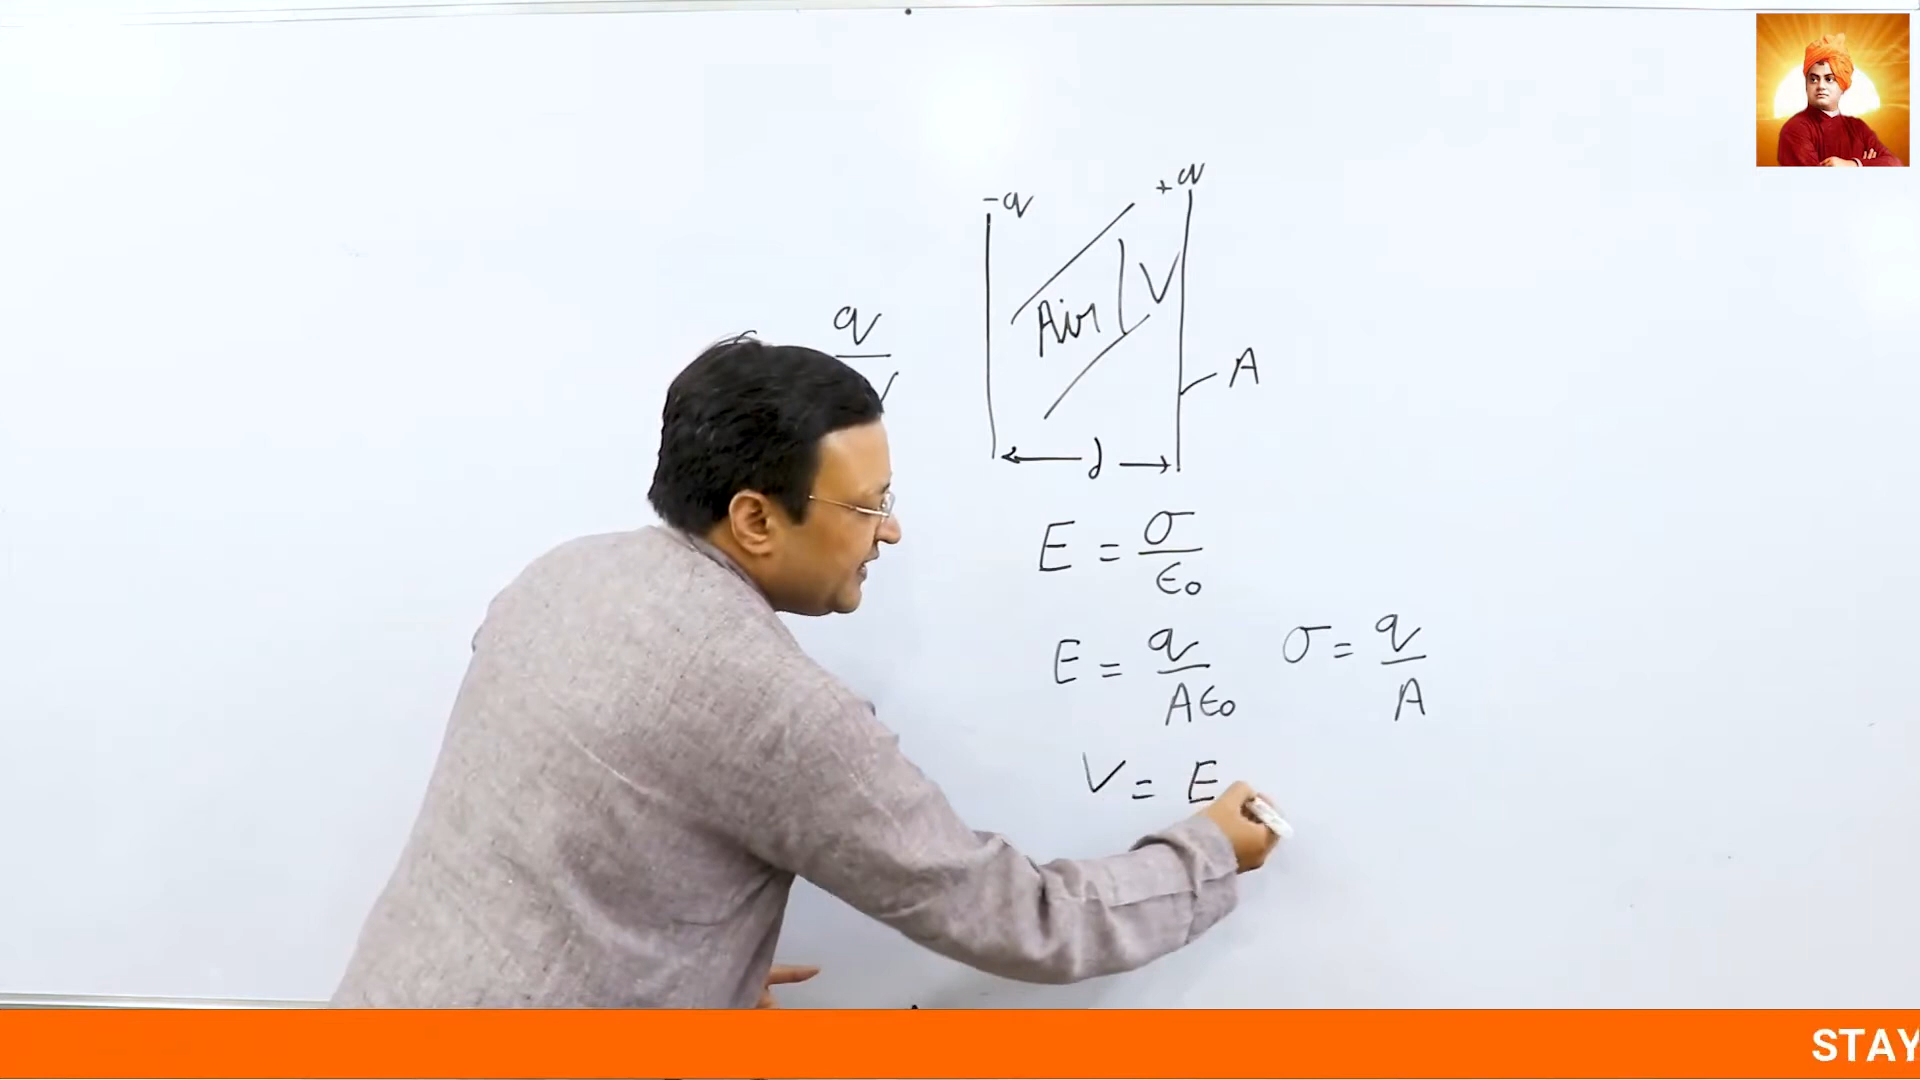 -q +q
Air V
q
A
d
E = σ/ϵ₀
E = q/Aϵ₀ σ = q/A
V = E
STAY